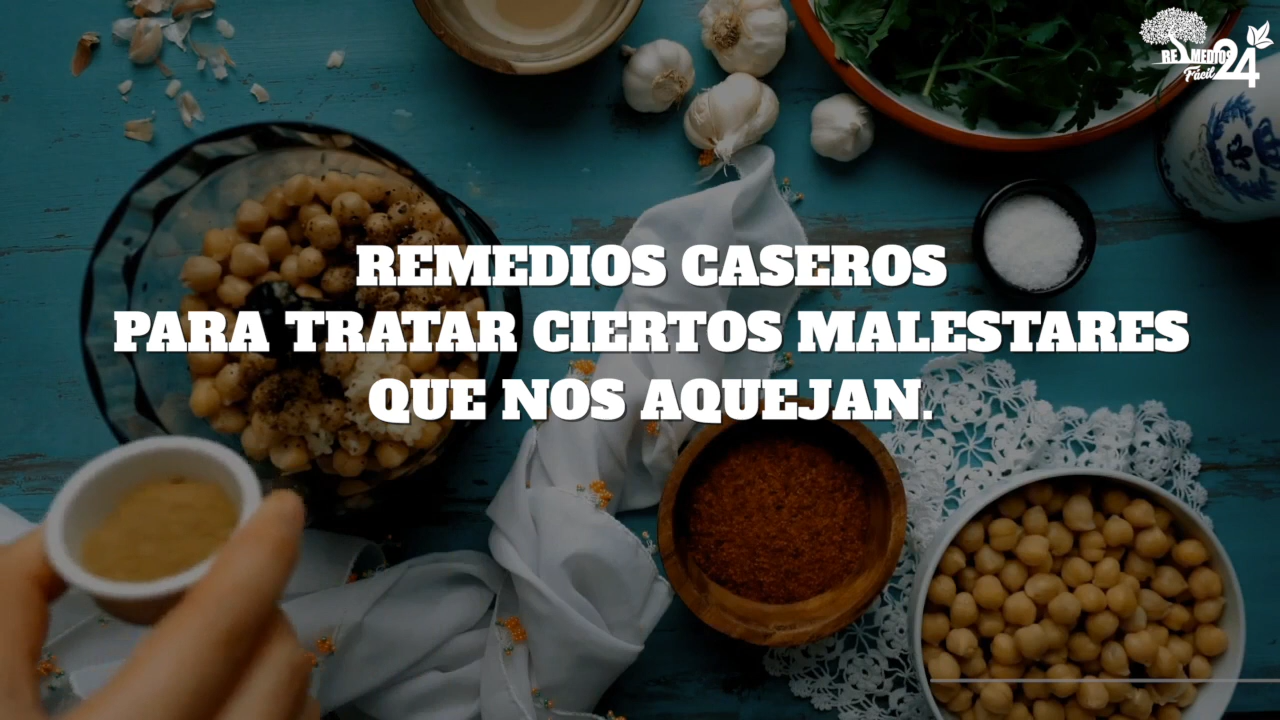 REMEDIOS 24
Fácil
REMEDIOS CASEROS
PARA TRATAR CIERTOS MALESTARES
QUE NOS AQUEJAN.